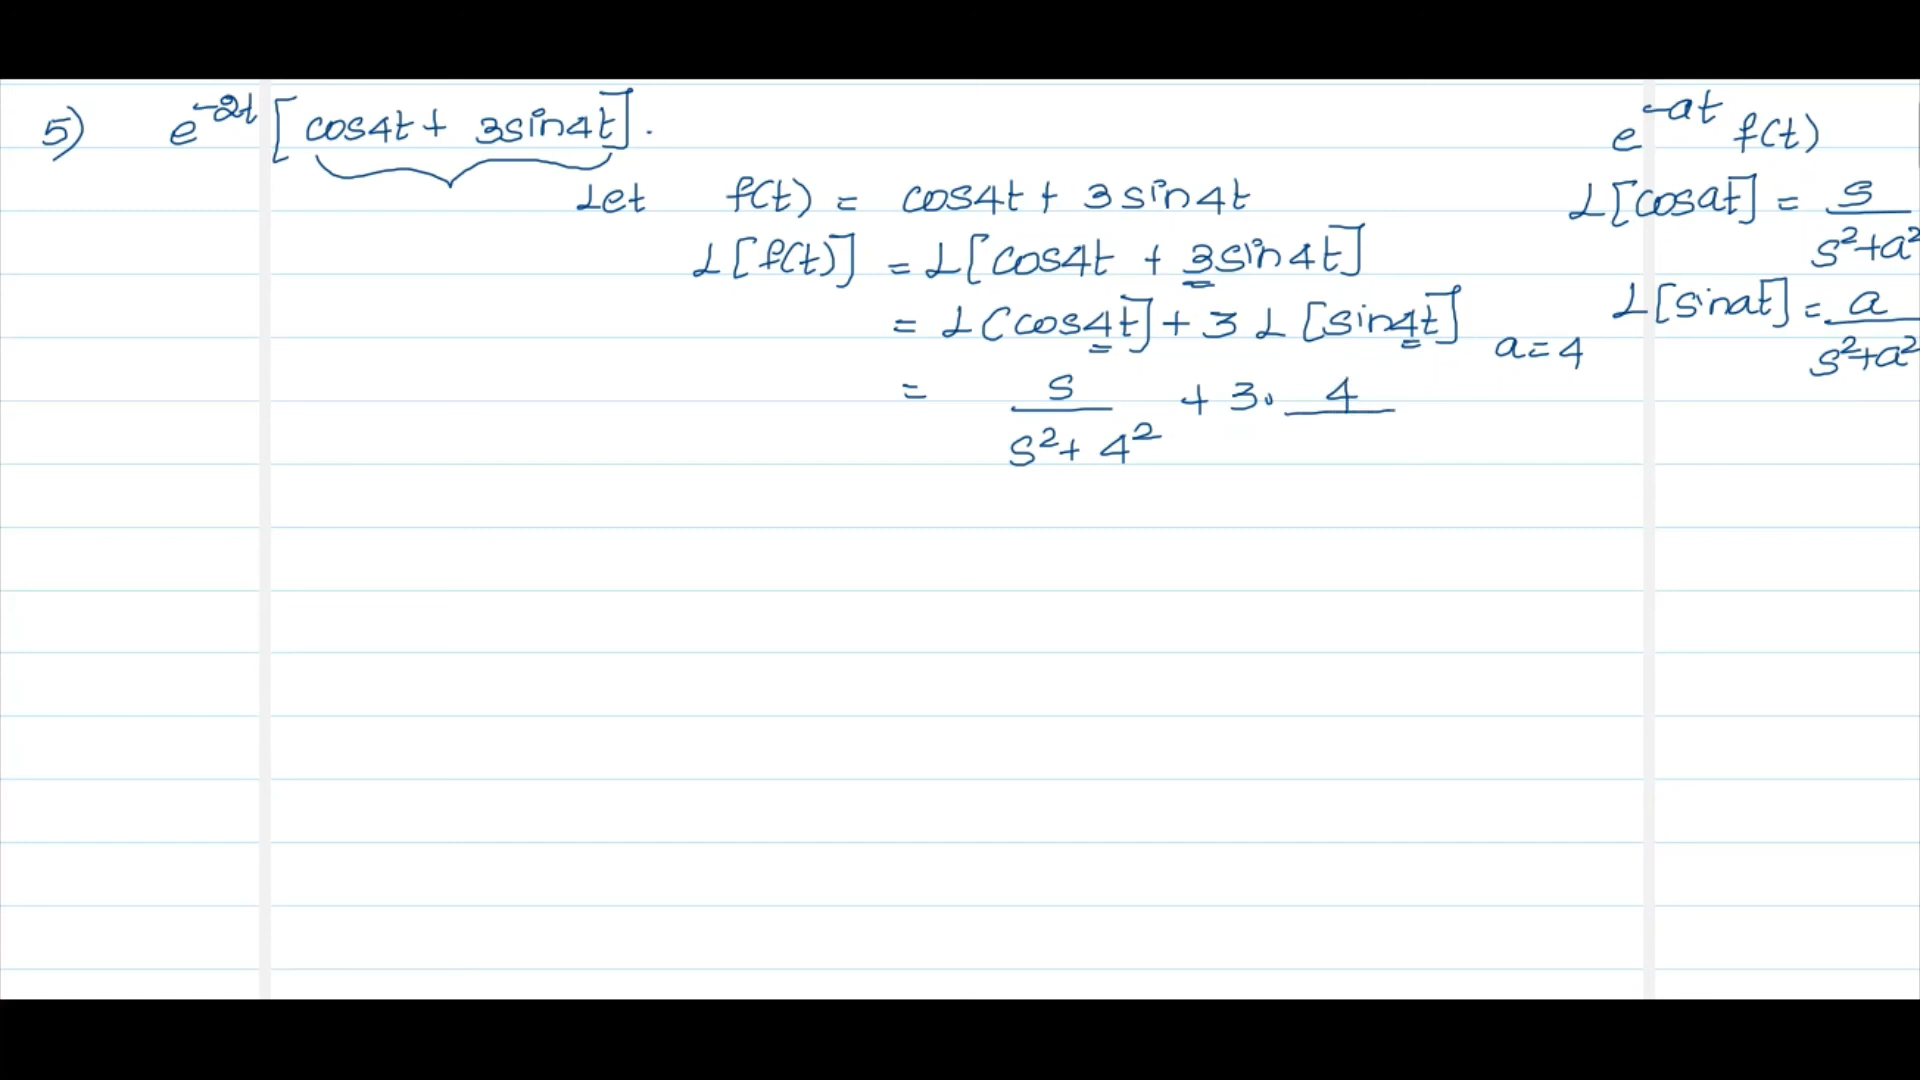 5) e^-2t [cos4t + 3sin4t].
e^-at f(t)
Let f(t) = cos4t + 3sin4t
L[cosat] = s/(s²+a²)
L[f(t)] = L[cos4t + 3sin4t]
= L(cos4t] + 3 L[sin4t] a=4
L[sinat] = a/(s²+a²)
= s/(s²+4²) + 3. 4/